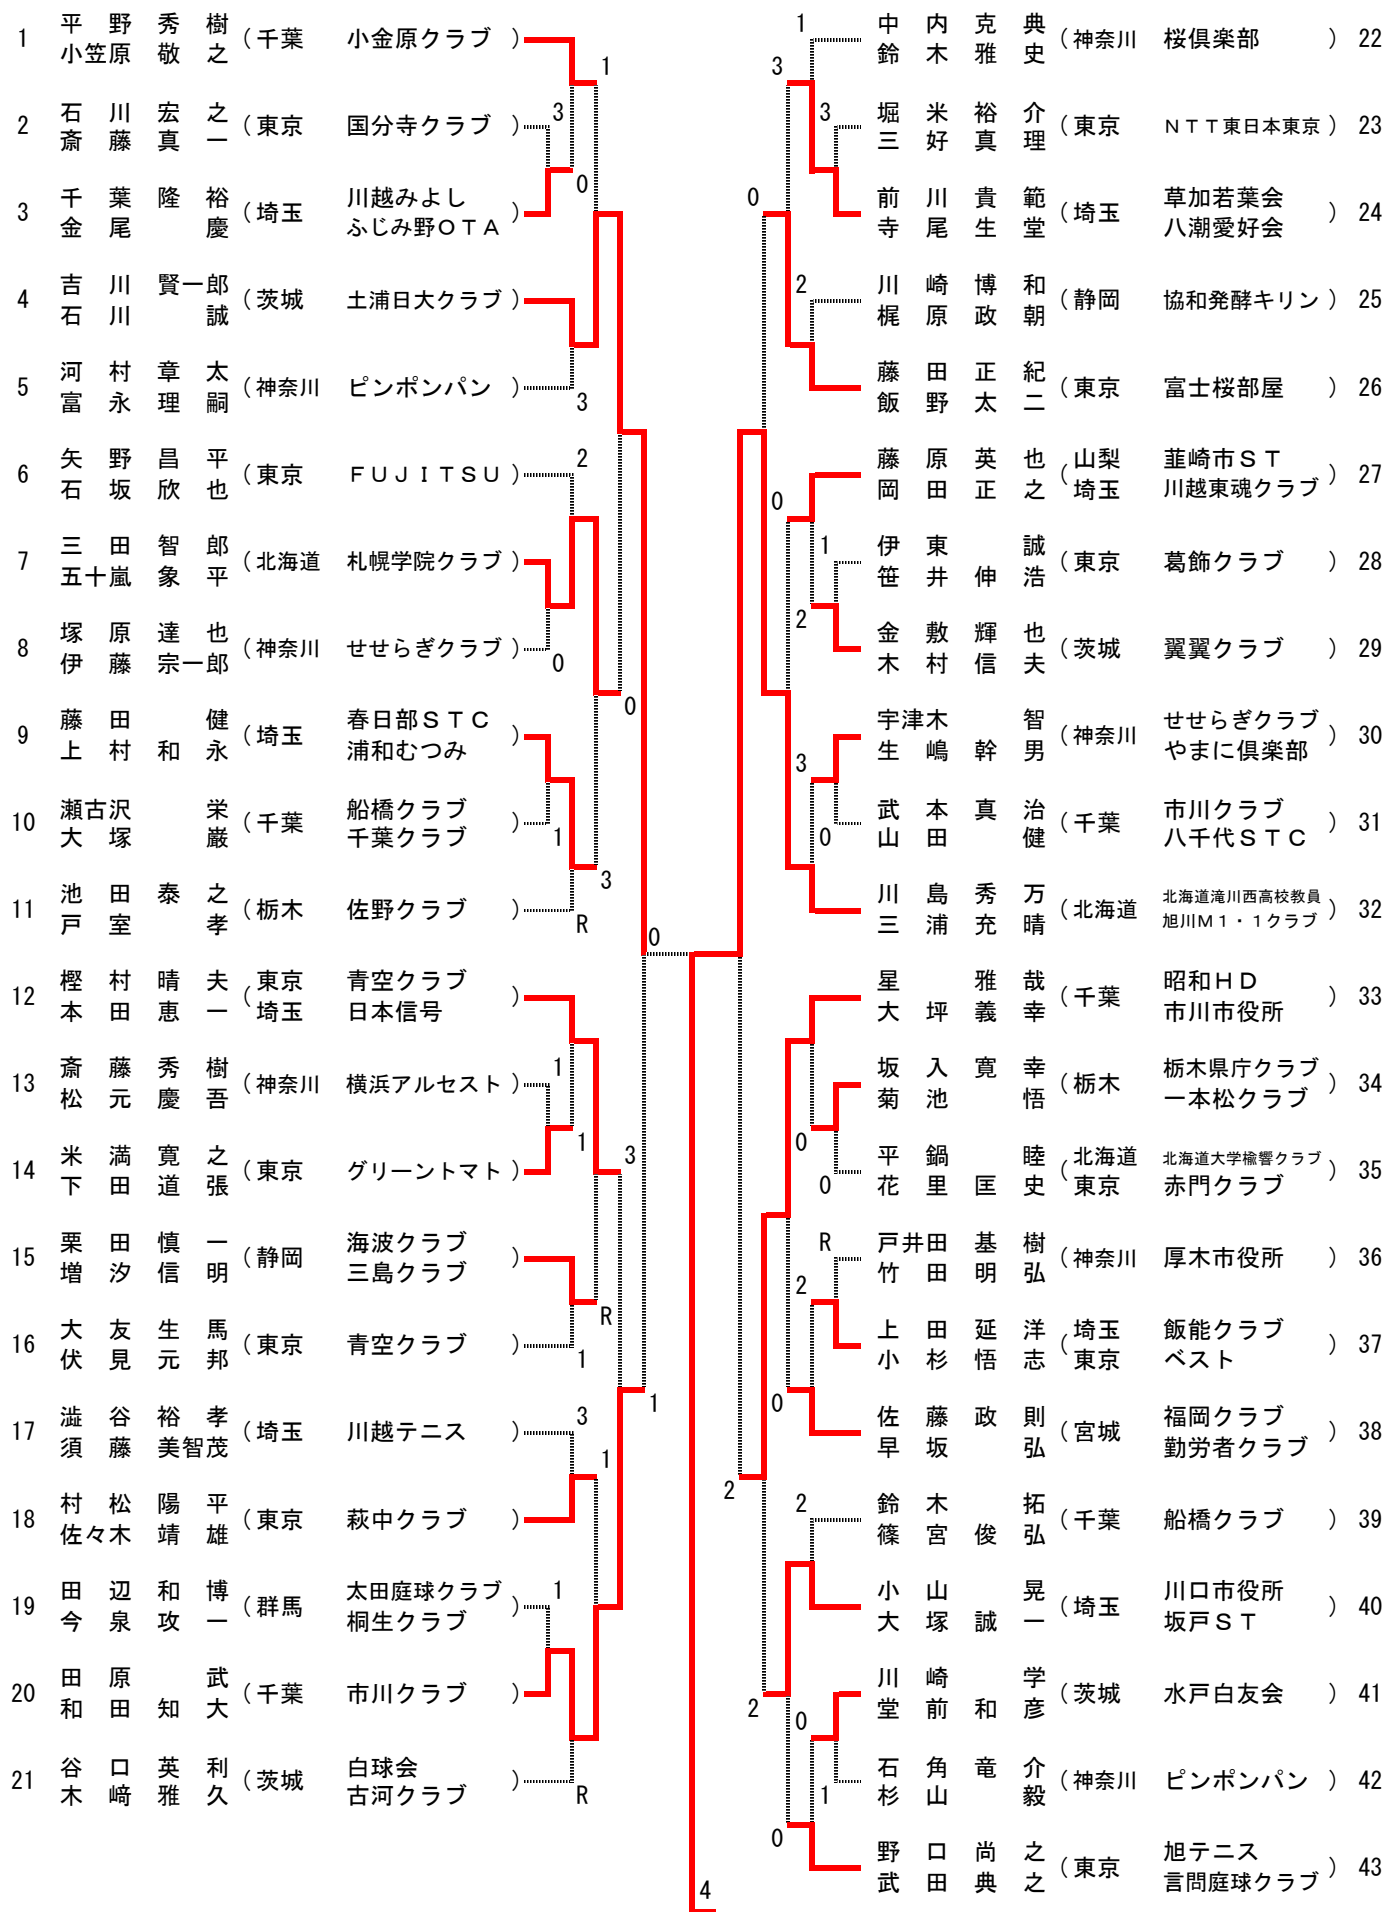 1 平野秀樹 小笠原敬之 (千葉 小金原クラブ)
2 石川宏之 斎藤真一 (東京 国分寺クラブ)
3 千葉隆裕 金尾慶 (埼玉 川越みよし ふじみ野OTA)
4 吉川賢一郎 石川誠 (茨城 土浦日大クラブ)
5 河村章太 富永理嗣 (神奈川 ピンポンパン)
6 矢野昌平 石坂欣也 (東京 FUJITSU)
7 三田智郎 五十嵐象平 (北海道 札幌学院クラブ)
8 塚原達也 伊藤宗一郎 (神奈川 せせらぎクラブ)
9 藤田健 上村和永 (埼玉 春日部STC 浦和むつみ)
10 瀬古沢栄 大塚巌 (千葉 船橋クラブ 千葉クラブ)
11 池田泰之 戸室孝 (栃木 佐野クラブ)
12 樫村晴夫 本田恵一 (東京 埼玉 青空クラブ 日本信号)
13 斎藤秀樹 松元慶吾 (神奈川 横浜アルセスト)
14 米満寛之 下田道張 (東京 グリーントマト)
15 栗田慎一 増汐信明 (静岡 海波クラブ 三島クラブ)
16 大友生馬 伏見元邦 (東京 青空クラブ)
17 澁谷裕孝 須藤美智茂 (埼玉 川越テニス)
18 村松陽平 佐々木靖雄 (東京 萩中クラブ)
19 田辺和博 今泉攻一 (群馬 太田庭球クラブ 桐生クラブ)
20 田原武 和田知大 (千葉 市川クラブ)
21 谷口英利 木﨑雅久 (茨城 白球会 古河クラブ)
1
3
0
3
2
0
0
1
3
R
0
1
1
3
R
1
3
1
1
1
R
0
4
中内克典 鈴木雅史 (神奈川 桜倶楽部) 22
堀米裕介 三好真理 (東京 NTT東日本東京) 23
前川貴範 寺尾生堂 (埼玉 草加若葉会 八潮愛好会) 24
川崎博和 梶原政朝 (静岡 協和発酵キリン) 25
藤田正紀 飯野太二 (東京 富士桜部屋) 26
藤原英也 岡田正之 (山梨 埼玉 韮崎市ST 川越東魂クラブ) 27
伊東誠 笹井伸浩 (東京 葛飾クラブ) 28
金敷輝也 木村信夫 (茨城 翼翼クラブ) 29
宇津木智 生嶋幹男 (神奈川 せせらぎクラブ やまに倶楽部) 30
武本真治 山田健 (千葉 市川クラブ 八千代STC) 31
川島秀万 三浦充晴 (北海道 北海道滝川西高校教員 旭川M1・1クラブ) 32
星雅哉 大坪義幸 (千葉 昭和HD 市川市役所) 33
坂入寛幸 菊池悟 (栃木 栃木県庁クラブ 一本松クラブ) 34
平鍋睦 花里匡史 (北海道 東京 北海道大学楡響クラブ 赤門クラブ) 35
戸井田基樹 竹田明弘 (神奈川 厚木市役所) 36
上田延洋 小杉悟志 (埼玉 東京 飯能クラブ ベスト) 37
佐藤政則 早坂弘 (宮城 福岡クラブ 勤労者クラブ) 38
鈴木拓 篠宮俊弘 (千葉 船橋クラブ) 39
小山晃 大塚誠一 (埼玉 川口市役所 坂戸ST) 40
川崎学 堂前和彦 (茨城 水戸白友会) 41
石角竜介 杉山毅 (神奈川 ピンポンパン) 42
野口尚之 武田典之 (東京 旭テニス 言問庭球クラブ) 43
1
3
3
0
2
0
1
2
3
0
0
0
R
2
0
2
2
2
0
1
0